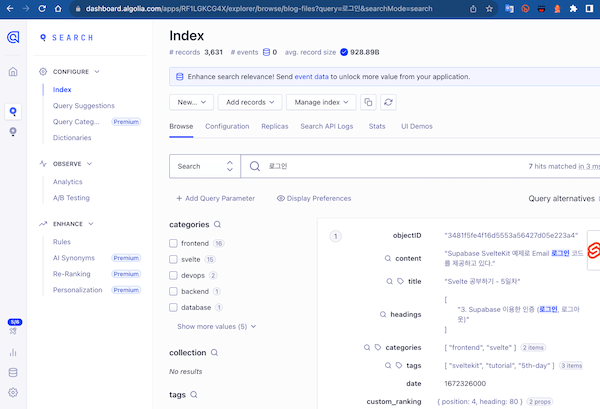 dashboard.algolia.com/apps/RF1LGKCG4X/explorer/browse/blog-files?query=로그인&searchMode=search
SEARCH
CONFIGURE
Index
Query Suggestions
Query Categ... Premium
Dictionaries
OBSERVE
Analytics
A/B Testing
ENHANCE
Rules
AI Synonyms Premium
Re-Ranking Premium
Personalization Premium
5/6
Index
# records 3,631 # events 0 avg. record size 928.89B
Enhance search relevance! Send event data to unlock more value from your application.
New... Add records Manage index
Browse Configuration Replicas Search API Logs Stats UI Demos
Search 로그인 7 hits matched in 3 ms
+ Add Query Parameter Display Preferences Query alternatives
categories
frontend 16
svelte 15
devops 2
backend 1
database 1
Show more values (5)
collection
No results
tags
1
objectID "3481f5fe4f16d5553a56427d05e223a4"
content "Supabase SvelteKit 예제로 Email 로그인 코드
를 제공하고 있다."
title "Svelte 공부하기 - 5일차"
headings [
"3. Supabase 이용한 인증 (로그인, 로그아
웃)"
]
categories [ "frontend", "svelte" ] 2 items
tags [ "sveltekit", "tutorial", "5th-day" ] 3 items
date 1672326000
custom_ranking { position: 4, heading: 80 } 2 props